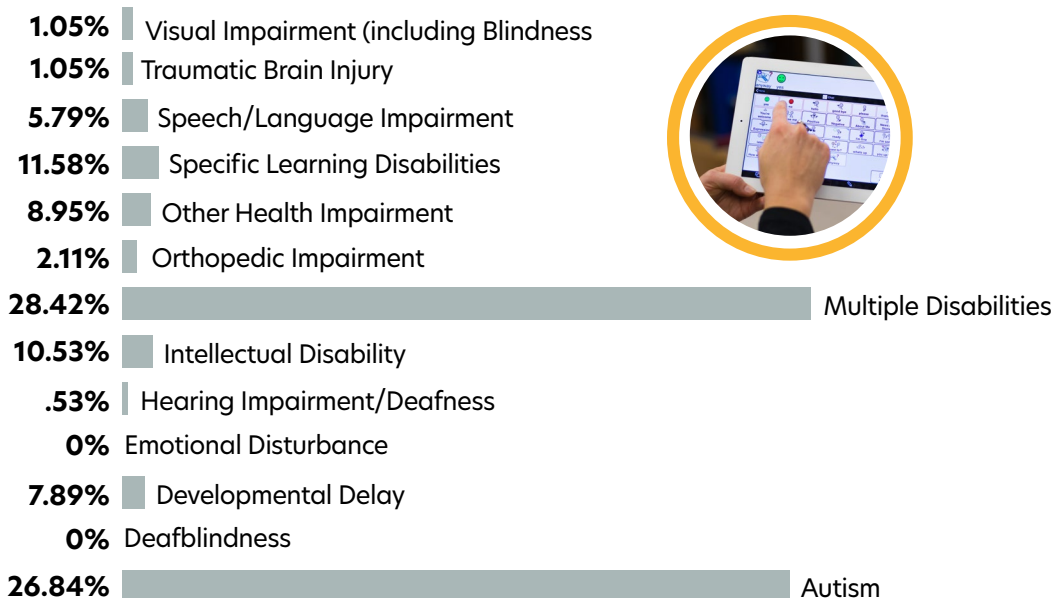 1.05% Visual Impairment (including Blindness
1.05% Traumatic Brain Injury
5.79% Speech/Language Impairment
11.58% Specific Learning Disabilities
8.95% Other Health Impairment
2.11% Orthopedic Impairment
28.42% Multiple Disabilities
10.53% Intellectual Disability
.53% Hearing Impairment/Deafness
0% Emotional Disturbance
7.89% Developmental Delay
0% Deafblindness
26.84% Autism